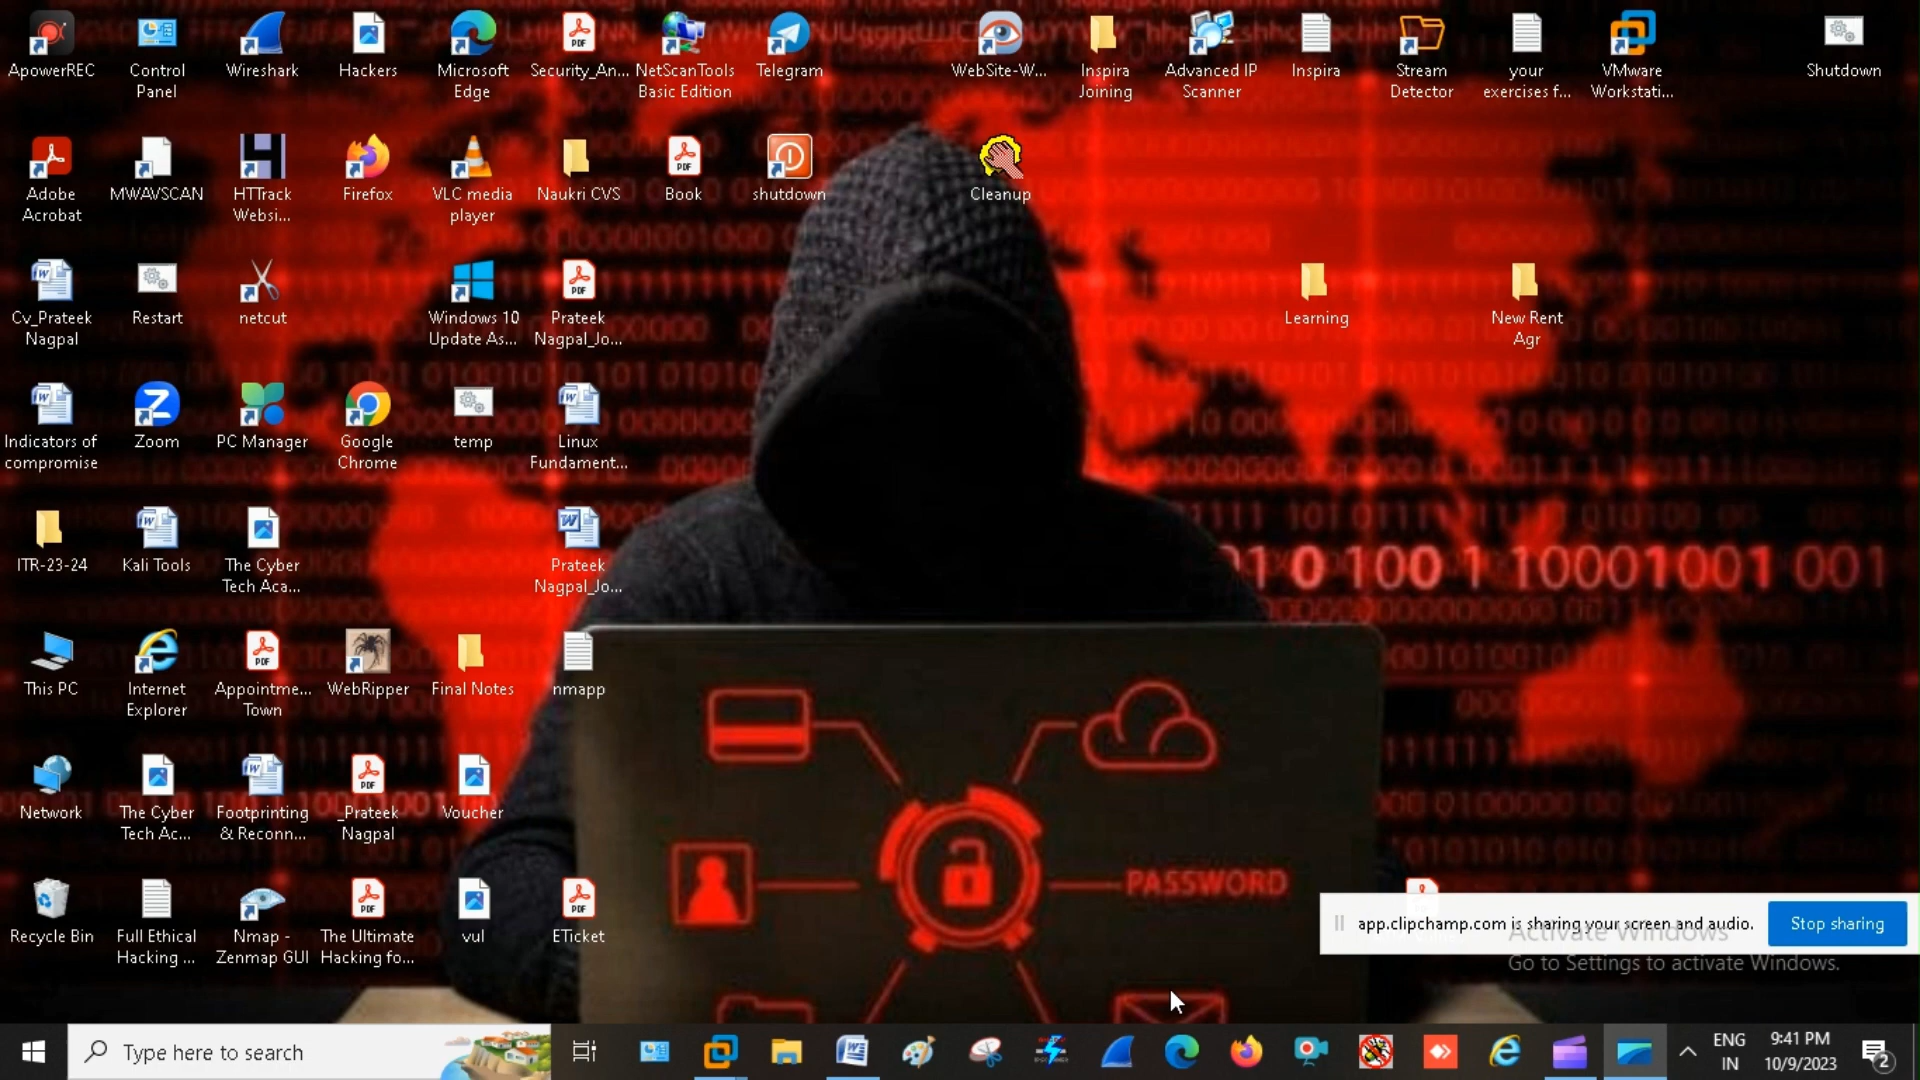 ApowerREC
Control
Panel
Wireshark
Hackers
Microsoft
Edge
Security_An...
NetScanTools
Basic Edition
Telegram
WebSite-W...
Inspira
Joining
Advanced IP
Scanner
Inspira
Stream
Detector
your
exercises f...
VMware
Workstati...
Shutdown
Adobe
Acrobat
MWAVSCAN
HTTrack
Websi...
Firefox
VLC media
player
Naukri CVS
Book
shutdown
Cleanup
Cv_Prateek
Nagpal
Restart
netcut
Windows 10
Update As...
Prateek
Nagpal_Jo...
Learning
New Rent
Agr
Indicators of
compromise
Zoom
PC Manager
Google
Chrome
temp
Linux
Fundament...
ITR-23-24
Kali Tools
The Cyber
Tech Aca...
Prateek
Nagpal_Jo...
01 0 100 1 10001001 001
This PC
Internet
Explorer
Appointme...
Town
WebRipper
Final Notes
nmapp
Network
The Cyber
Tech Ac...
Footprinting
& Reconn...
_Prateek
Nagpal
Voucher
PASSWORD
Recycle Bin
Full Ethical
Hacking ...
Nmap -
Zenmap GUI
The Ultimate
Hacking fo...
vul
ETicket
app.clipchamp.com is sharing your screen and audio.
Stop sharing
Activate Windows
Go to Settings to activate Windows.
Type here to search
ENG
IN
9:41 PM
10/9/2023
2